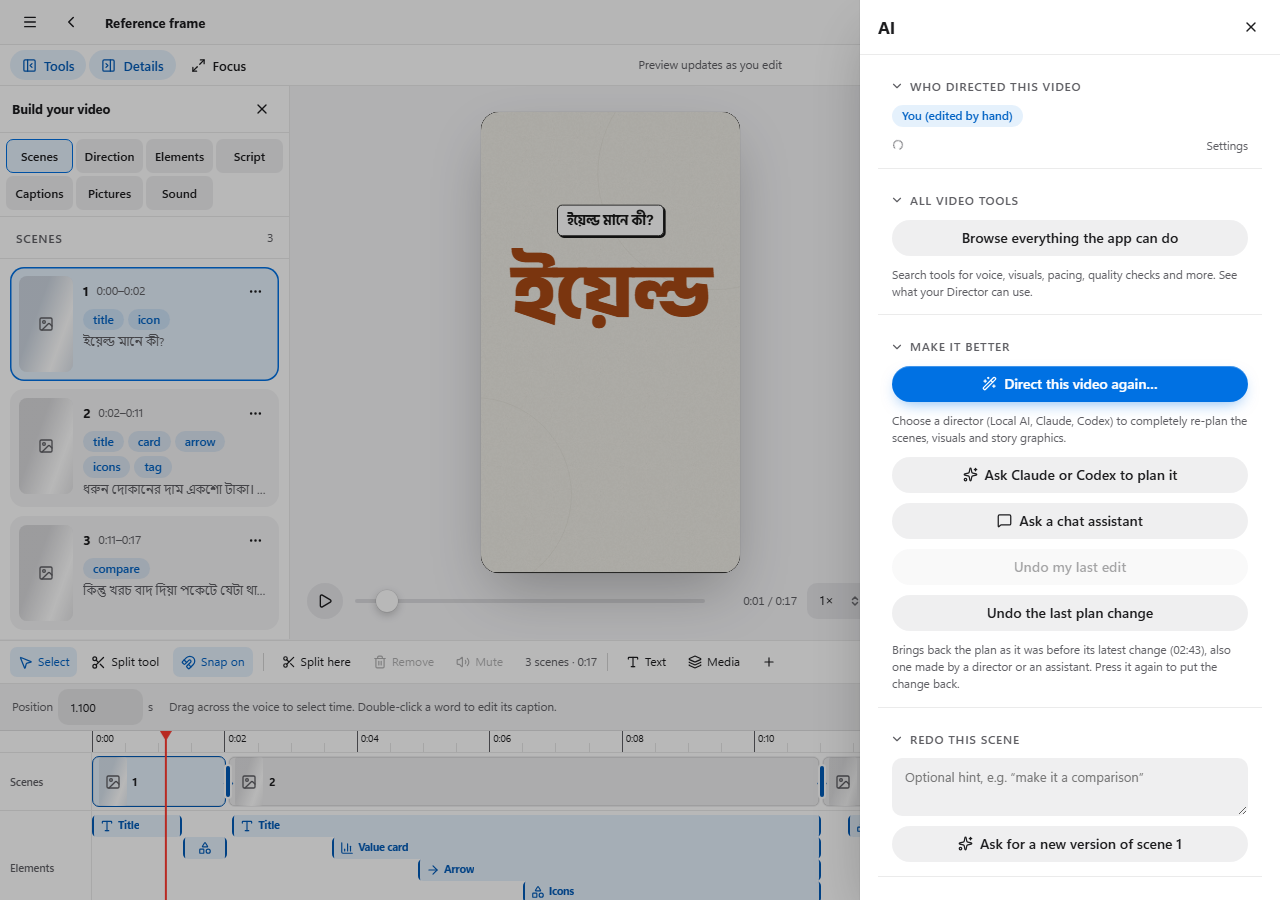 Reference frame
Tools
Details
Focus
Preview updates as you edit
Build your video
Scenes
Direction
Elements
Script
Captions
Pictures
Sound
SCENES
3
1 0:00–0:02
title
icon
ইয়েল্ড মানে কী?
2 0:02–0:11
title
card
arrow
icons
tag
ধরুন দোকানের দাম একশো টাকা। ...
3 0:11–0:17
compare
কিন্তু খরচ বাদ দিয়া পকেটে যেটা থা...
ইয়েল্ড মানে কী?
ইয়েল্ড
0:01 / 0:17
1×
Select
Split tool
Snap on
Split here
Remove
Mute
3 scenes · 0:17
Text
Media
Position
1.100
s
Drag across the voice to select time. Double-click a word to edit its caption.
0:00
0:02
0:04
0:06
0:08
0:10
Scenes
1
2
Elements
Title
Title
Value card
Arrow
Icons
AI
WHO DIRECTED THIS VIDEO
You (edited by hand)
Settings
ALL VIDEO TOOLS
Browse everything the app can do
Search tools for voice, visuals, pacing, quality checks and more. See
what your Director can use.
MAKE IT BETTER
Direct this video again...
Choose a director (Local AI, Claude, Codex) to completely re-plan the
scenes, visuals and story graphics.
Ask Claude or Codex to plan it
Ask a chat assistant
Undo my last edit
Undo the last plan change
Brings back the plan as it was before its latest change (02:43), also
one made by a director or an assistant. Press it again to put the
change back.
REDO THIS SCENE
Optional hint, e.g. “make it a comparison”
Ask for a new version of scene 1